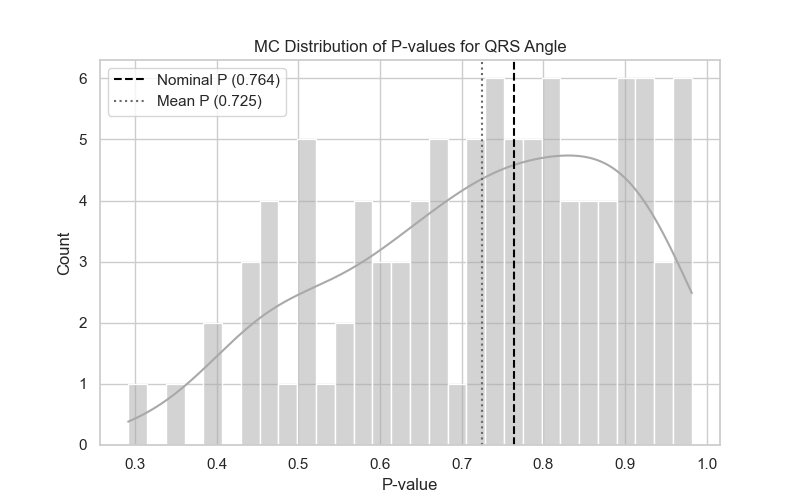 MC Distribution of P-values for QRS Angle
Nominal P (0.764)
Mean P (0.725)
6
5
4
3
2
1
0
Count
0.3 0.4 0.5 0.6 0.7 0.8 0.9 1.0
P-value